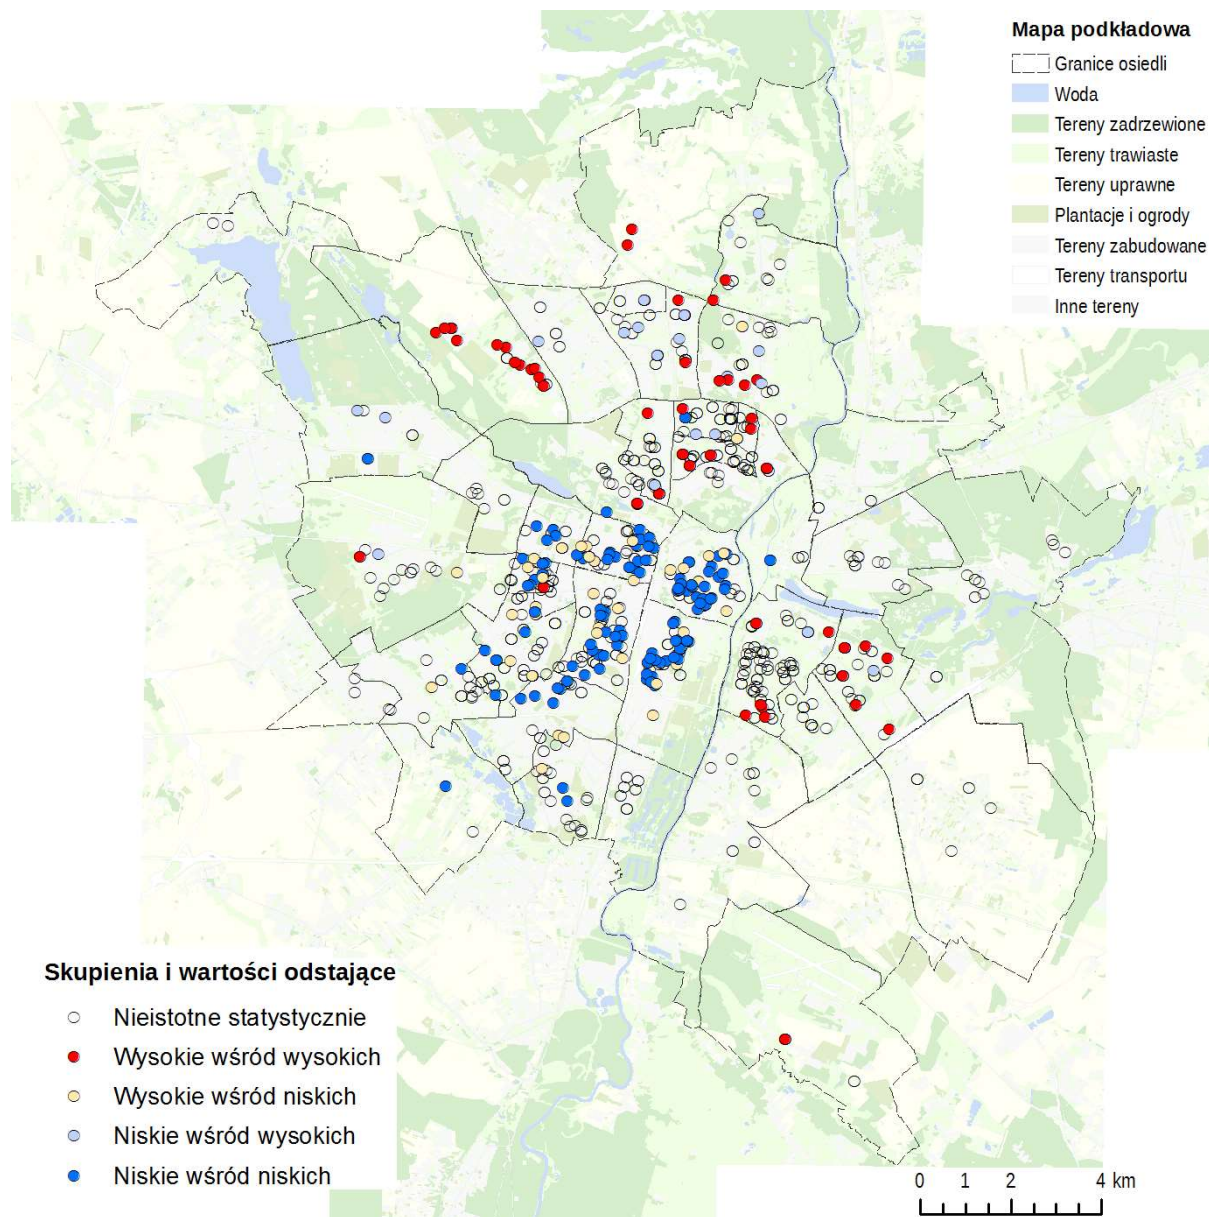 Mapa podkładowa
Granice osiedli
Woda
Tereny zadrzewione
Tereny trawiaste
Tereny uprawne
Plantacje i ogrody
Tereny zabudowane
Tereny transportu
Inne tereny
Skupienia i wartości odstające
Nieistotne statystycznie
Wysokie wśród wysokich
Wysokie wśród niskich
Niskie wśród wysokich
Niskie wśród niskich
0 1 2 4 km